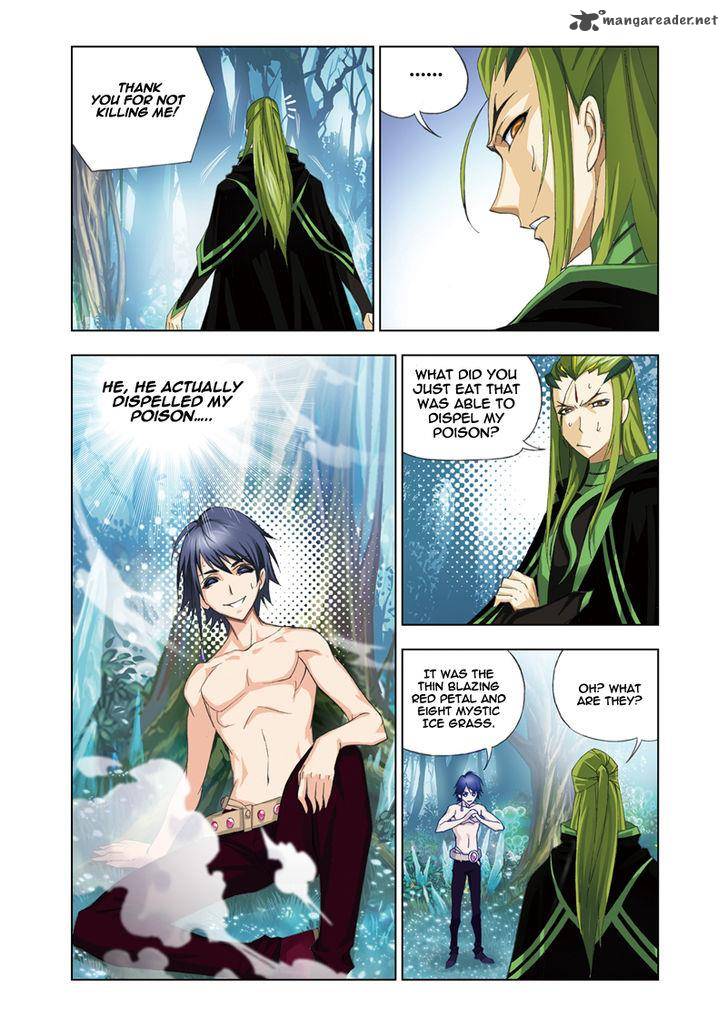 mangareader.net
THANK
YOU FOR NOT
KILLING ME!
......
HE, HE ACTUALLY
DISPELLED MY
POISON.....
WHAT DID YOU
JUST EAT THAT
WAS ABLE TO
DISPEL MY
POISON?
IT WAS THE
THIN BLAZING
RED PETAL AND
EIGHT MYSTIC
ICE GRASS.
OH? WHAT
ARE THEY?